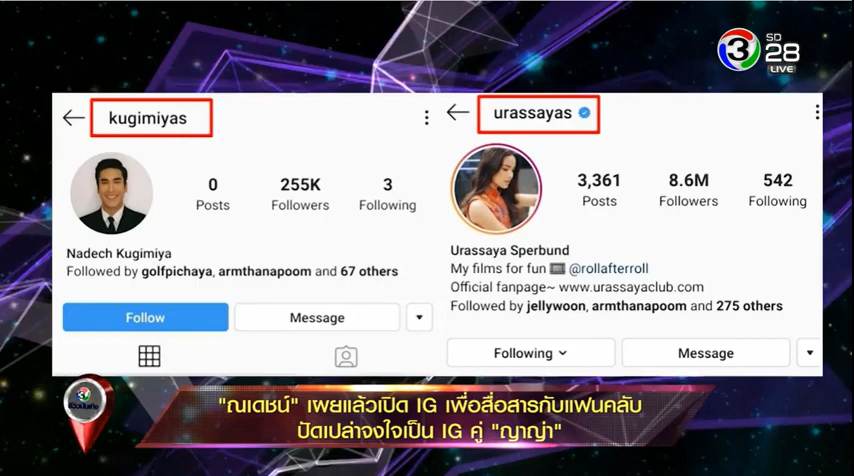 3 SD
28
LIVE
kugimiyas
0 255K 3
Posts Followers Following
Nadech Kugimiya
Followed by golfpichaya, armthanapoom and 67 others
Follow Message
urassayas
3,361 8.6M 542
Posts Followers Following
Urassaya Sperbund
My films for fun 🎞 @rollafterroll
Official fanpage~ www.urassayaclub.com
Followed by jellywoon, armthanapoom and 275 others
Following Message
"ณเดชน์" เผยแล้วเปิด IG เพื่อสื่อสารกับแฟนคลับ
ปัดเปล่าจงใจเป็น IG คู่ "ญาญ่า"